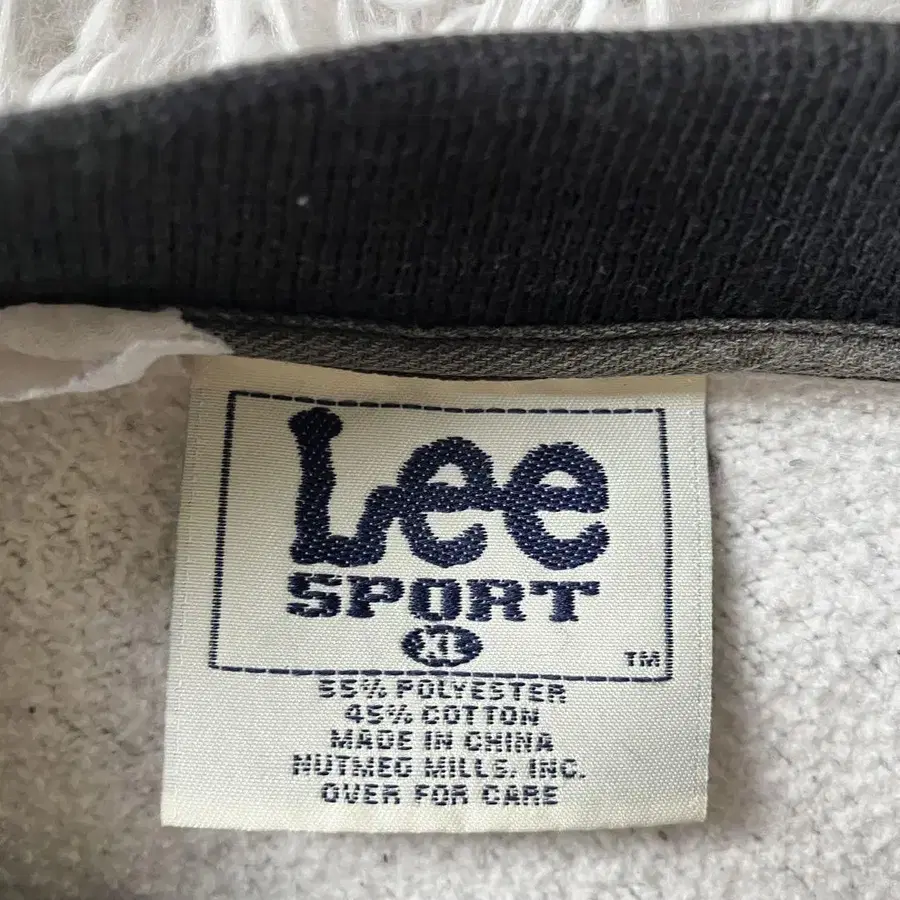 Lee
SPORT
XL
TM
55% POLYESTER
45% COTTON
MADE IN CHINA
NUTMEG MILLS, INC.
OVER FOR CARE